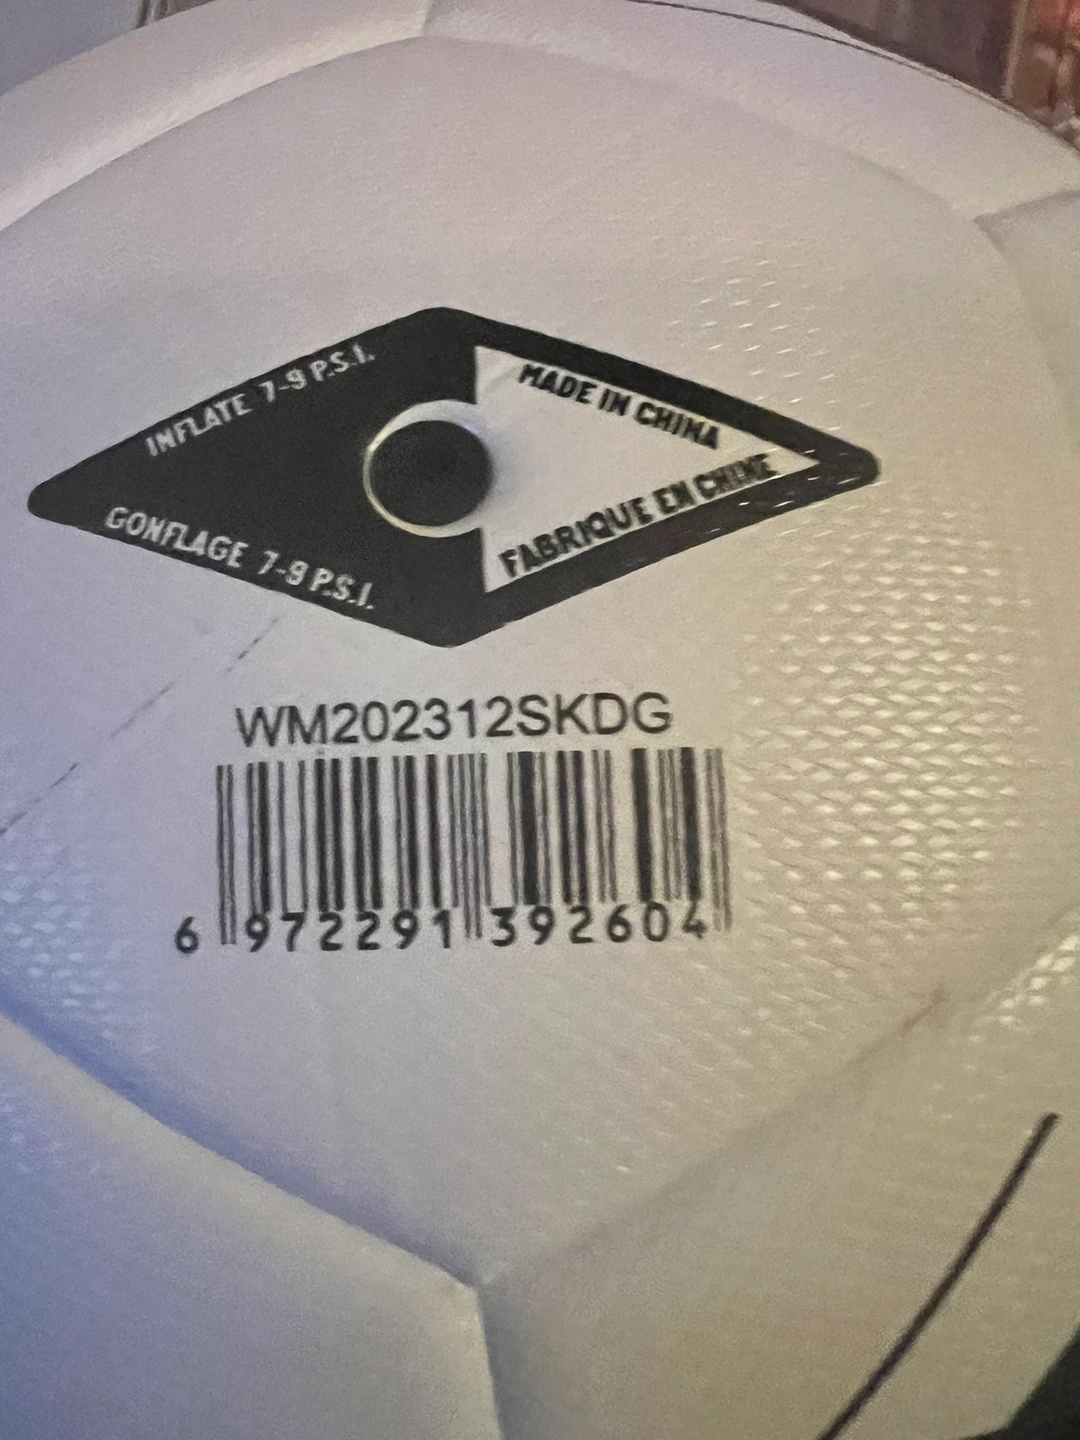 INFLATE 7-9 P.S.I.
GONFLAGE 7-9 P.S.I.
MADE IN CHINA
FABRIQUE EN CHINE
WM202312SKDG
6 972291 392604